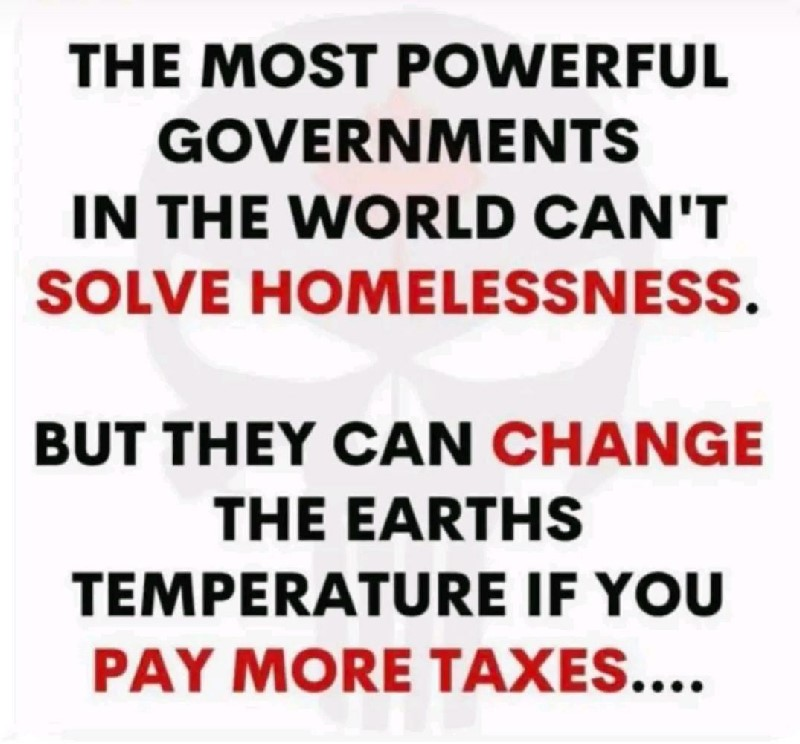 THE MOST POWERFUL
GOVERNMENTS
IN THE WORLD CAN'T
SOLVE HOMELESSNESS.
BUT THEY CAN CHANGE
THE EARTHS
TEMPERATURE IF YOU
PAY MORE TAXES....